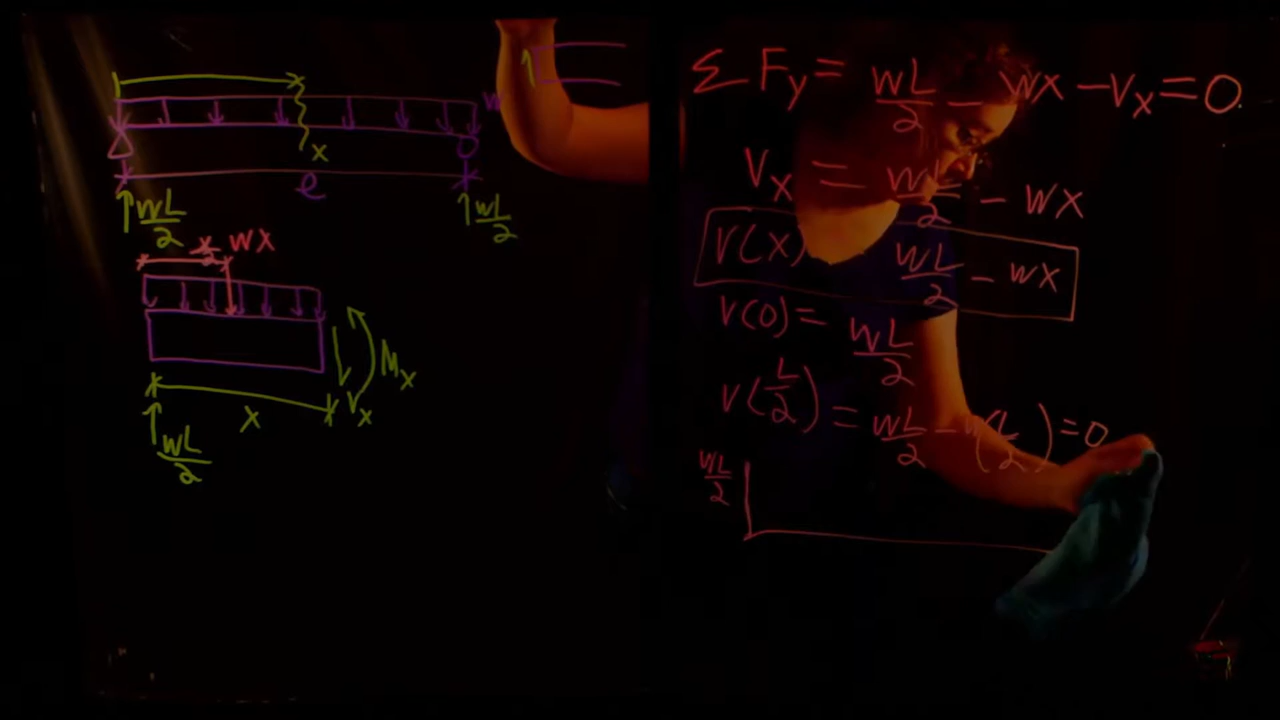 x
e
WL/2
WL/2
x/2 WX
Mx
Vx
X
WL/2
ΣFy = WL/2 - WX - Vx = 0.
Vx = WL/2 - WX
V(X) WL/2 - WX
V(0) = WL/2
V(L/2) = WL/2 - W(L/2) = 0
WL/2